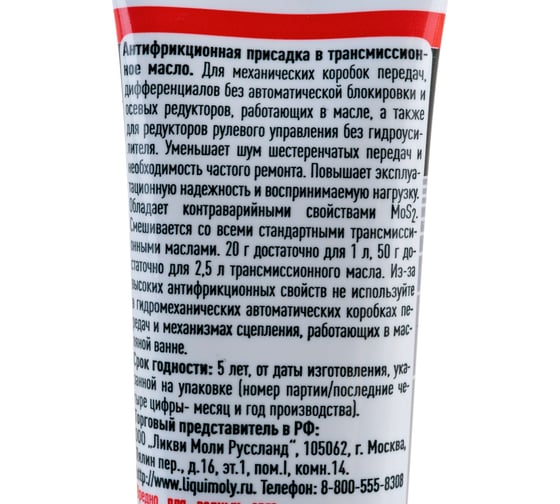 Антифрикционная присадка в трансмиссион-
ное масло. Для механических коробок передач,
дифференциалов без автоматической блокировки и
осевых редукторов, работающих в масле, а также
для редукторов рулевого управления без гидроуси-
лителя. Уменьшает шум шестеренчатых передач и
необходимость частого ремонта. Повышает эксплуа-
тационную надежность и воспринимаемую нагрузку.
Обладает контраварийными свойствами MoS2.
Смешивается со всеми стандартными трансмисси-
онными маслами. 20 г достаточно для 1 л, 50 г до-
статочно для 2,5 л трансмиссионного масла. Из-за
высоких антифрикционных свойств не используйте
в гидромеханических автоматических коробках пе-
редач и механизмах сцепления, работающих в мас-
ляной ванне.
Срок годности: 5 лет, от даты изготовления, ука-
занной на упаковке (номер партии/последние че-
тыре цифры- месяц и год производства).
Торговый представитель в РФ:
ООО „Ликви Моли Руссланд", 105062, г. Москва,
Лялин пер., д.16, эт.1, пом.I, комн.14.
http://www.liquimoly.ru. Телефон: 8-800-555-8308